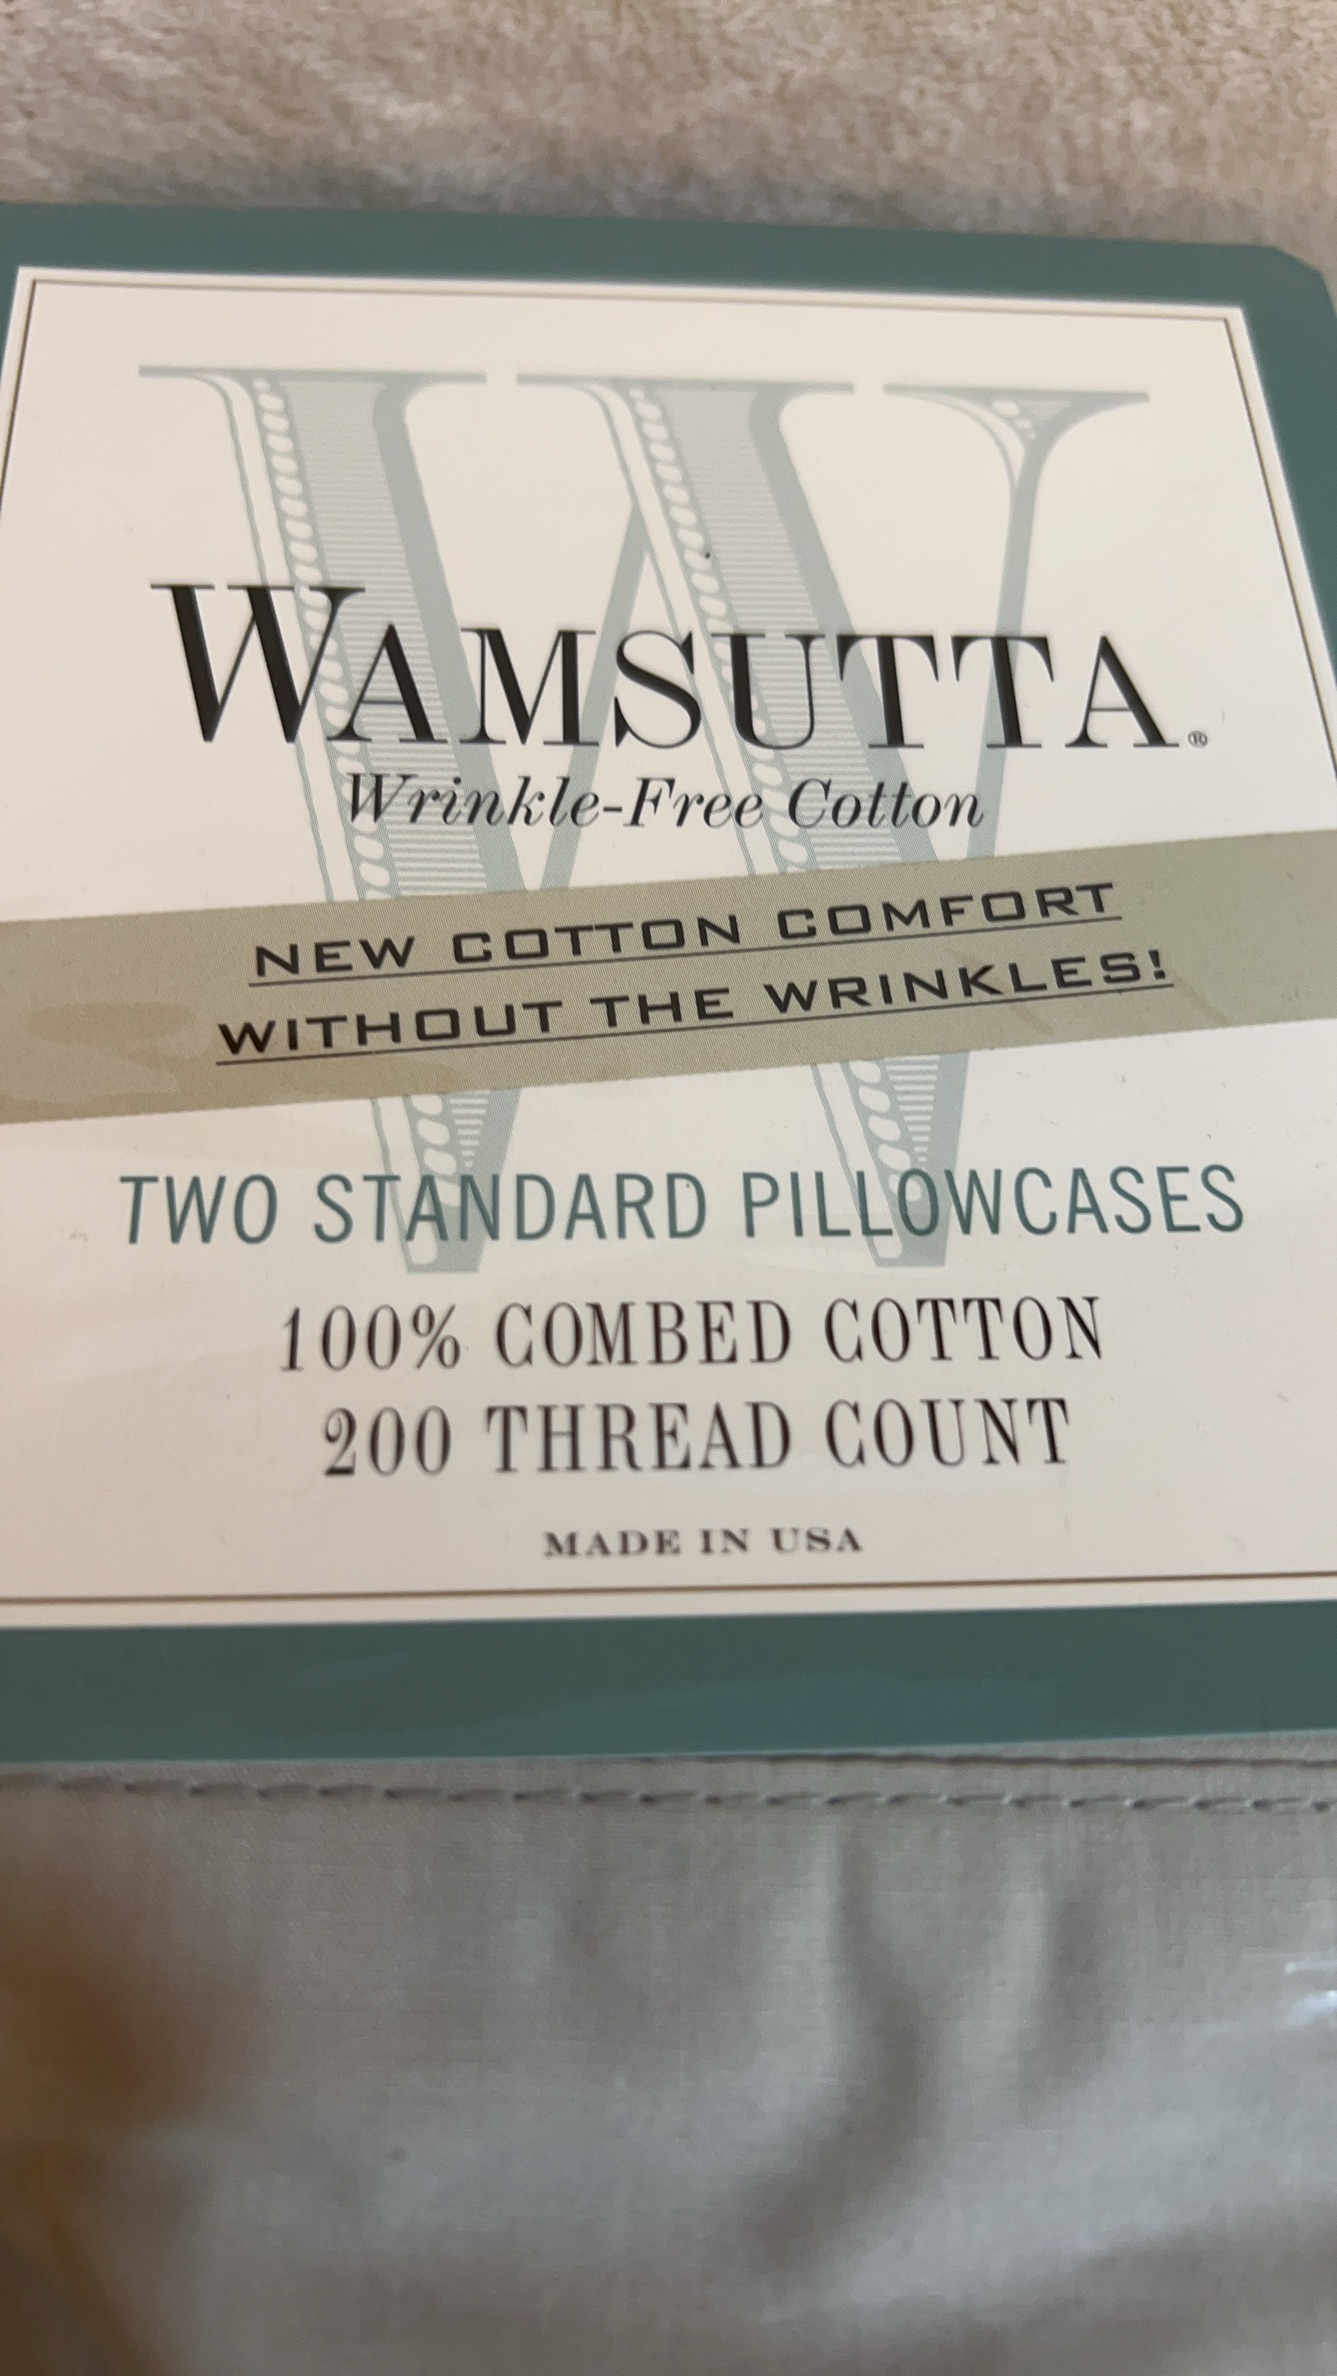 WAMSUTTA®
Wrinkle-Free Cotton
NEW COTTON COMFORT
WITHOUT THE WRINKLES!
TWO STANDARD PILLOWCASES
100% COMBED COTTON
200 THREAD COUNT
MADE IN USA